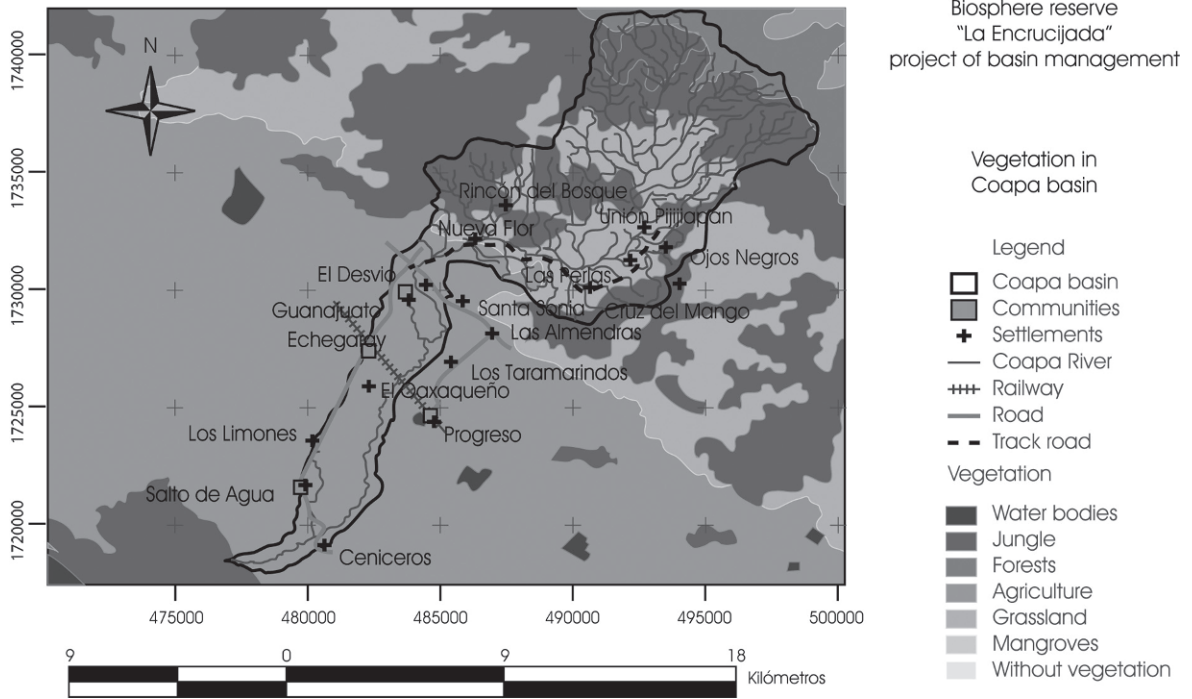 Biosphere reserve
“La Encrucijada”
project of basin management
Vegetation in
Coapa basin
Legend
Coapa basin
Communities
Settlements
Coapa River
Railway
Road
Track road
Vegetation
Water bodies
Jungle
Forests
Agriculture
Grassland
Mangroves
Without vegetation
N
1740000
1735000
1730000
1725000
1720000
Rincón del Bosque
Unión Pijijiapan
Nueva Flor
Ojos Negros
El Desvio
Las Perlas
Guanajuato
Santa Sonia
Cruz del Mango
Echegaray
Las Almendras
Los Taramarindos
El Oaxaqueño
Los Limones
Progreso
Salto de Agua
Ceniceros
475000
480000
485000
490000
495000
500000
9
0
9
18
Kilómetros